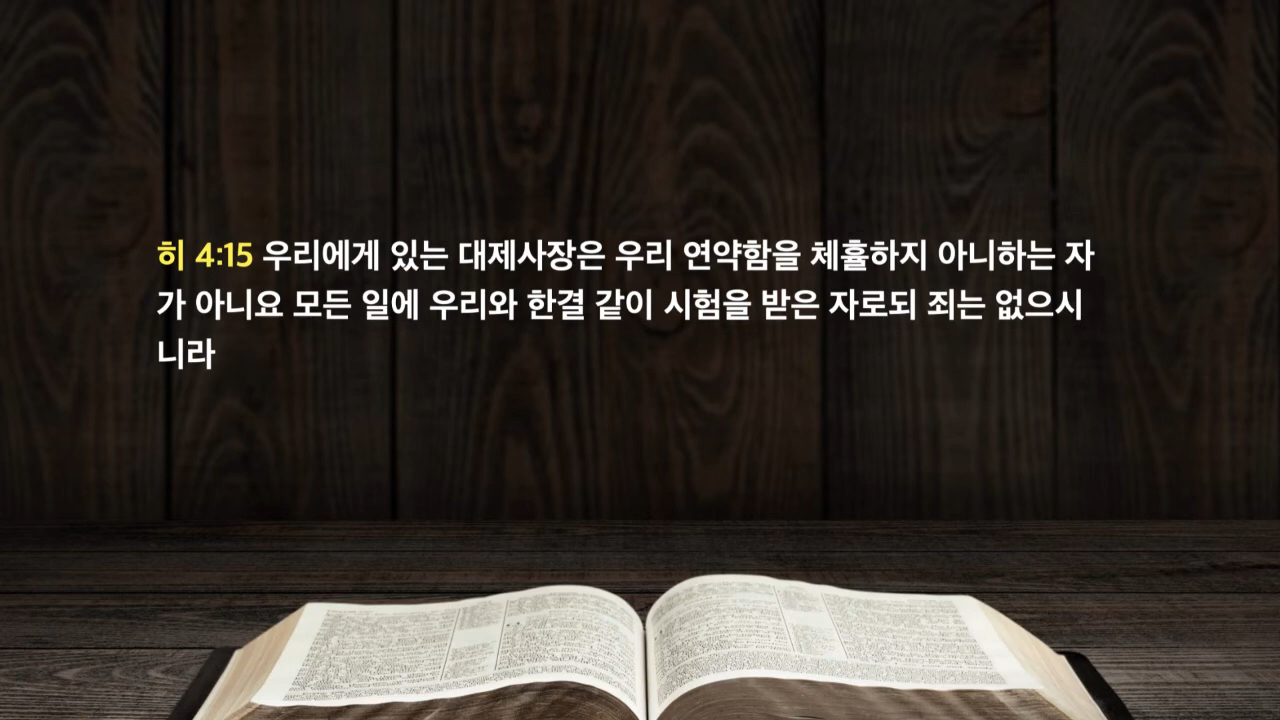 히 4:15 우리에게 있는 대제사장은 우리 연약함을 체휼하지 아니하는 자
가 아니요 모든 일에 우리와 한결 같이 시험을 받은 자로되 죄는 없으시
니라